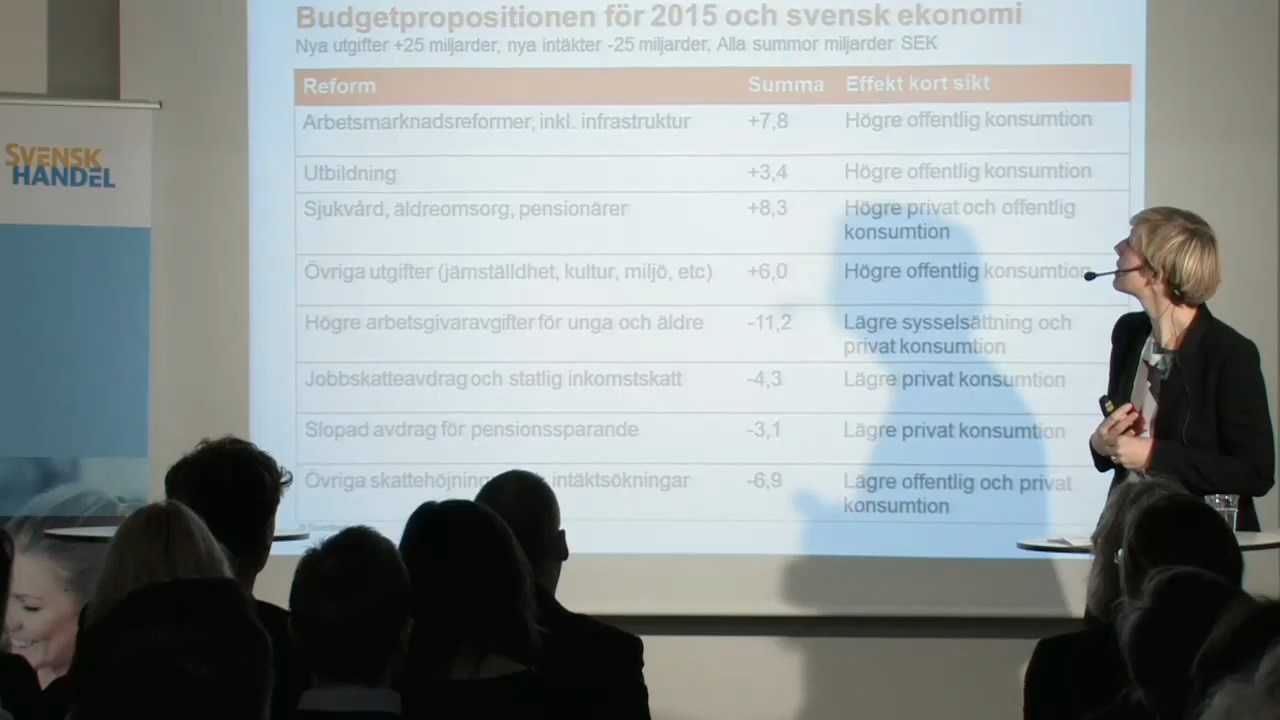 Budgetpropositionen för 2015 och svensk ekonomi
Nya utgifter +25 miljarder, nya intäkter -25 miljarder, Alla summor miljarder SEK
Reform Summa Effekt kort sikt
Arbetsmarknadsreformer, inkl. infrastruktur +7,8 Högre offentlig konsumtion
Utbildning +3,4 Högre offentlig konsumtion
Sjukvård, äldreomsorg, pensionärer +8,3 Högre privat och offentlig
konsumtion
Övriga utgifter (jämställdhet, kultur, miljö, etc) +6,0 Högre offentlig konsumtion
Högre arbetsgivaravgifter för unga och äldre -11,2 Lägre sysselsättning och
privat konsumtion
Jobbskatteavdrag och statlig inkomstskatt -4,3 Lägre privat konsumtion
Slopad avdrag för pensionssparande -3,1 Lägre privat konsumtion
Övriga intäktsökningar -6,9 Lägre offentlig och privat
konsumtion
SVENSK
HANDEL